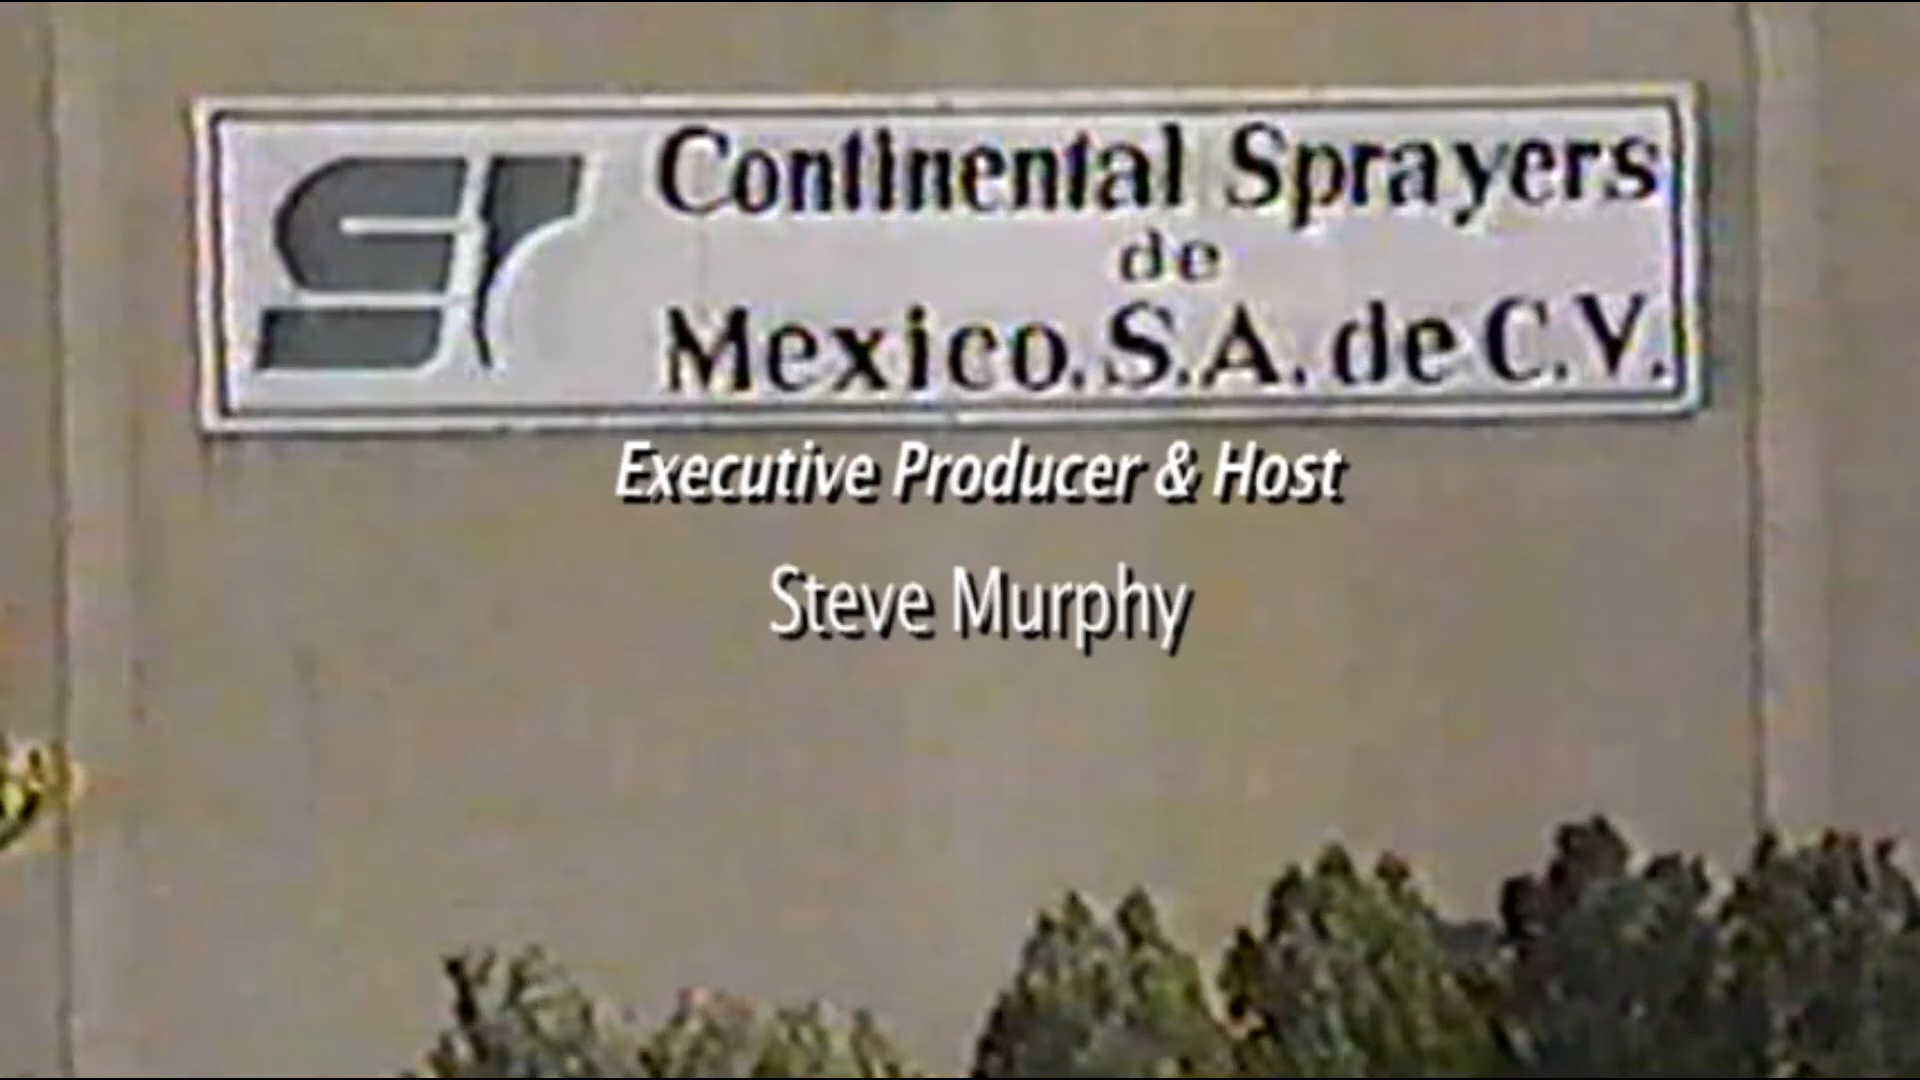 Continental Sprayers
de
Mexico. S.A. de C.V.
Executive Producer & Host
Steve Murphy